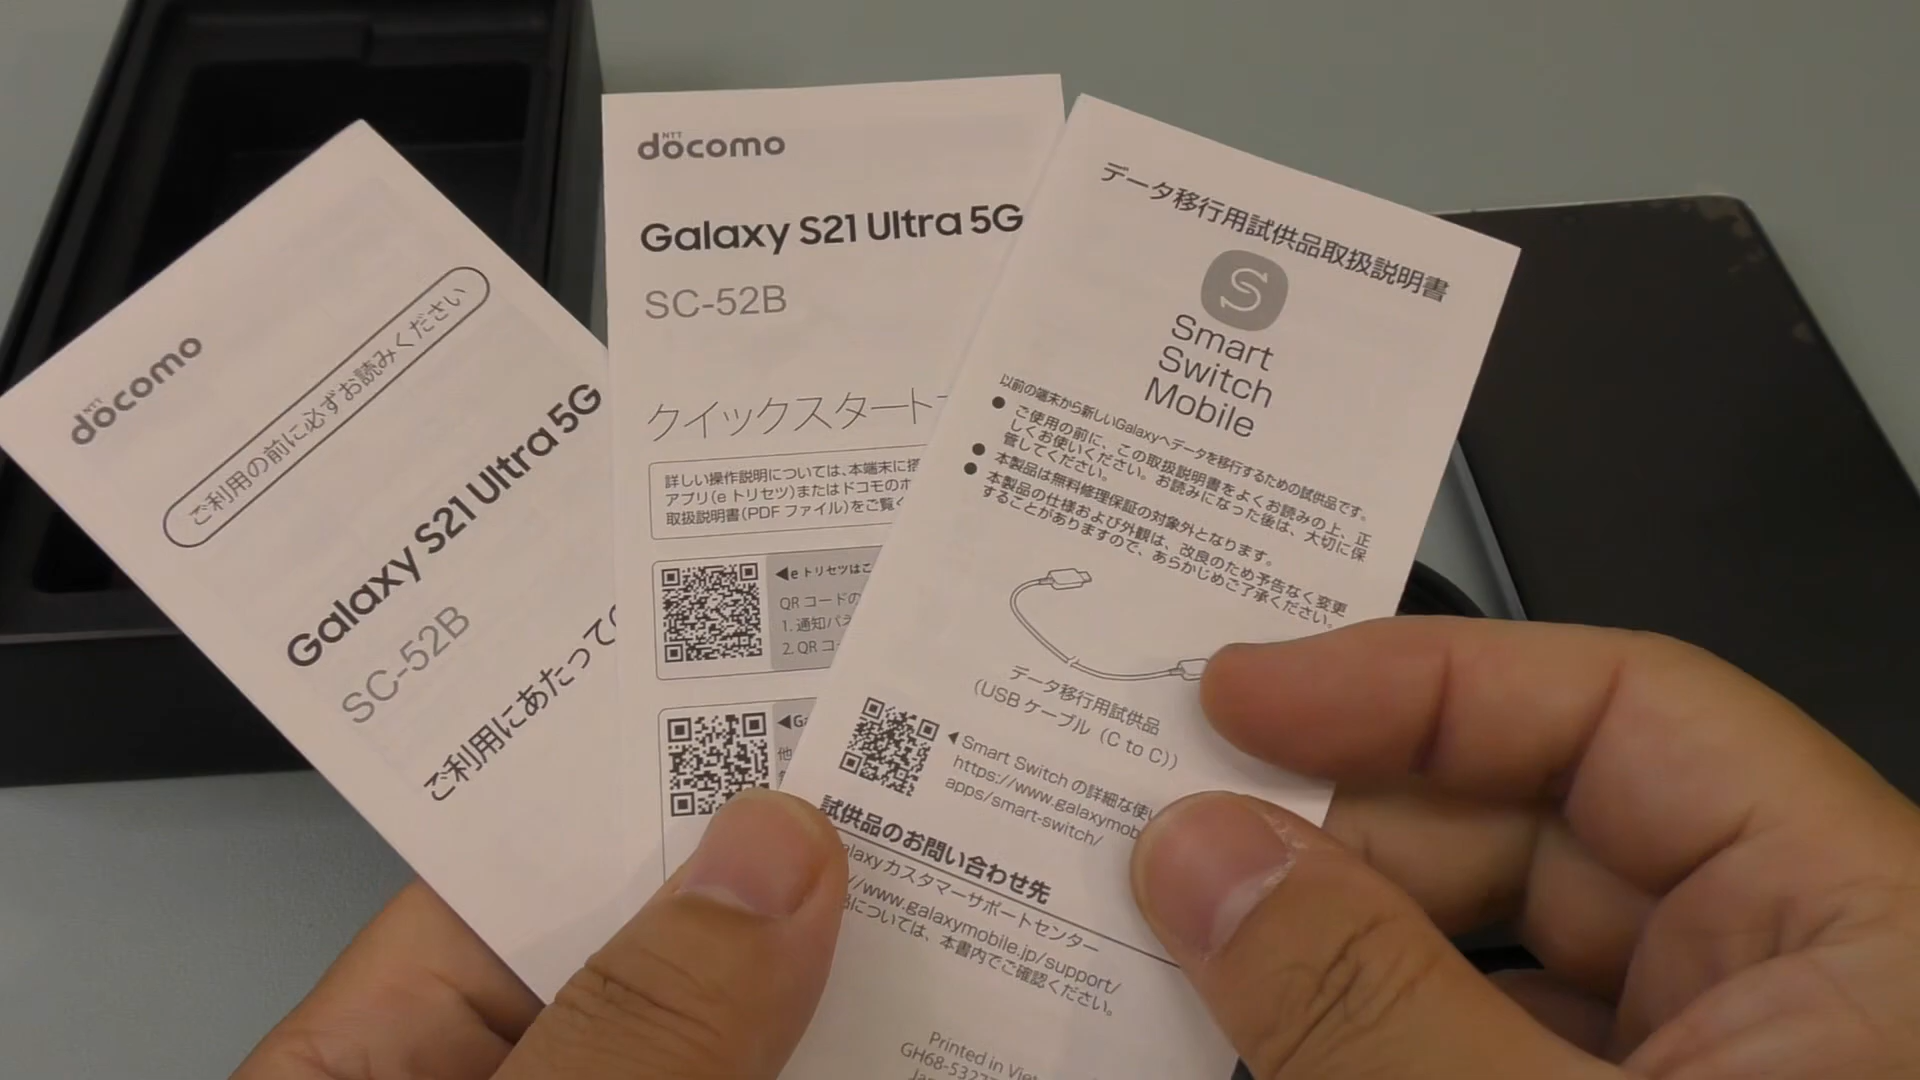 NTT
docomo
ご利用の前に必ずお読みください
Galaxy S21 Ultra 5G
SC-52B
ご利用にあたって
NTT
docomo
Galaxy S21 Ultra 5G
SC-52B
クイックスタート
詳しい操作説明については、本端末に搭
アプリ(e トリセツ)またはドコモのホ
取扱説明書(PDF ファイル)をご覧く
◀e トリセツはこ
QR コードの
1. 通知パネ
2. QR コー
◀Ga
他
データ移行用試供品取扱説明書
S
Smart
Switch
Mobile
以前の端末から新しいGalaxyへデータを移行するための試供品です。
● ご使用の前に、この取扱説明書をよくお読みの上、正
しくお使いください。お読みになった後は、大切に保
管してください。
● 本製品は無料修理保証の対象外となります。
● 本製品の仕様および外観は、改良のため予告なく変更
することがありますので、あらかじめご了承ください。
データ移行用試供品
(USB ケーブル (C to C))
◀Smart Switch の詳細な使い
https://www.galaxymob
apps/smart-switch/
試供品のお問い合わせ先
alaxyカスタマーサポートセンター
//www.galaxymobile.jp/support/
については、本書内でご確認ください。
Printed in Viet
GH68-5327
Ja